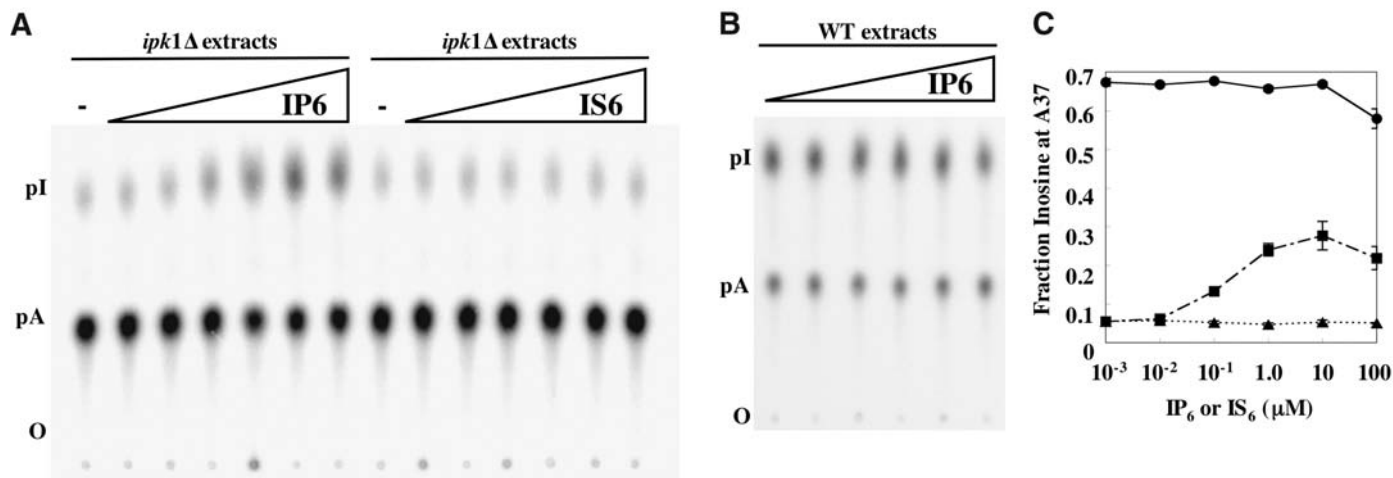 A
ipk1Δ extracts
ipk1Δ extracts
-
IP6
-
IS6
pI
pA
O
B
WT extracts
IP6
pI
pA
O
C
Fraction Inosine at A37
0.7
0.6
0.5
0.4
0.3
0.2
0.1
0
10⁻³
10⁻²
10⁻¹
1.0
10
100
IP₆ or IS₆ (μM)